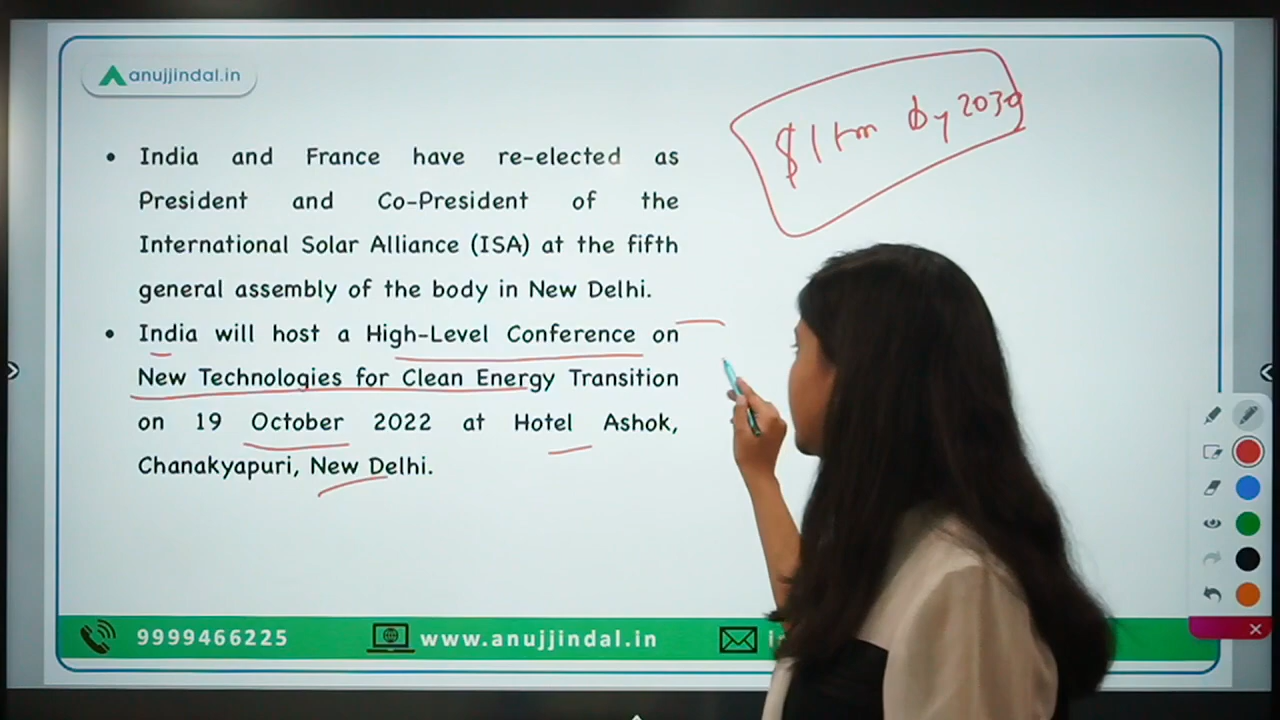 anujjindal.in
$1 trn by 2030
• India and France have re-elected as
President and Co-President of the
International Solar Alliance (ISA) at the fifth
general assembly of the body in New Delhi.
• India will host a High-Level Conference on
New Technologies for Clean Energy Transition
on 19 October 2022 at Hotel Ashok,
Chanakyapuri, New Delhi.
9999466225
www.anujjindal.in